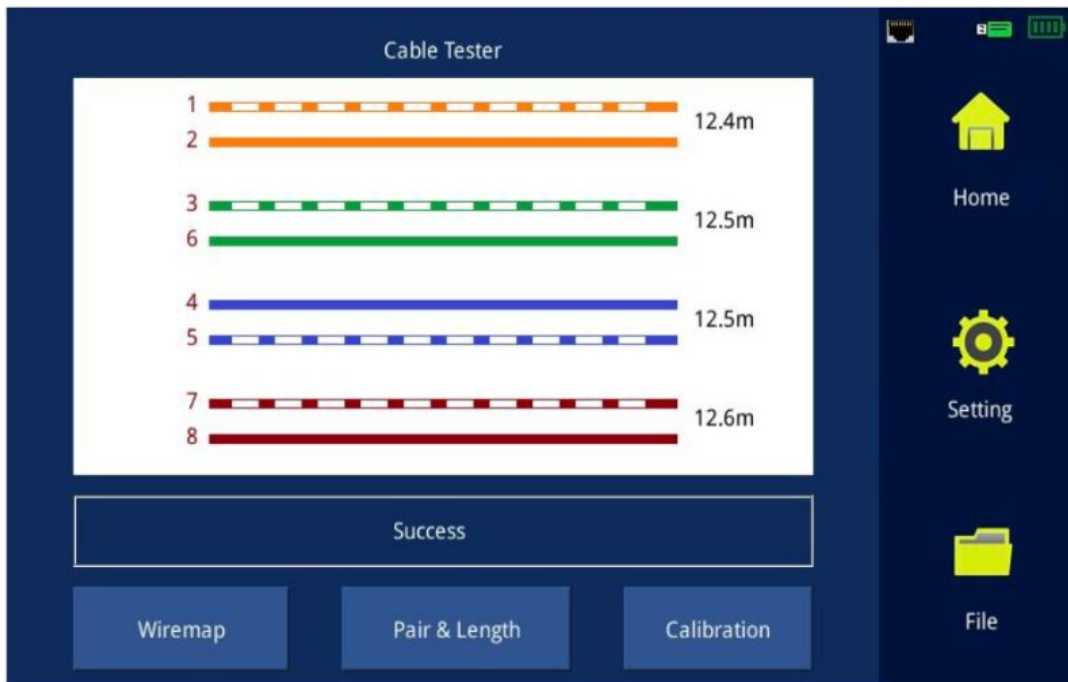 Cable Tester
1
12.4m
2
3
12.5m
6
4
12.5m
5
7
12.6m
8
Success
Wiremap
Pair & Length
Calibration
Home
Setting
File